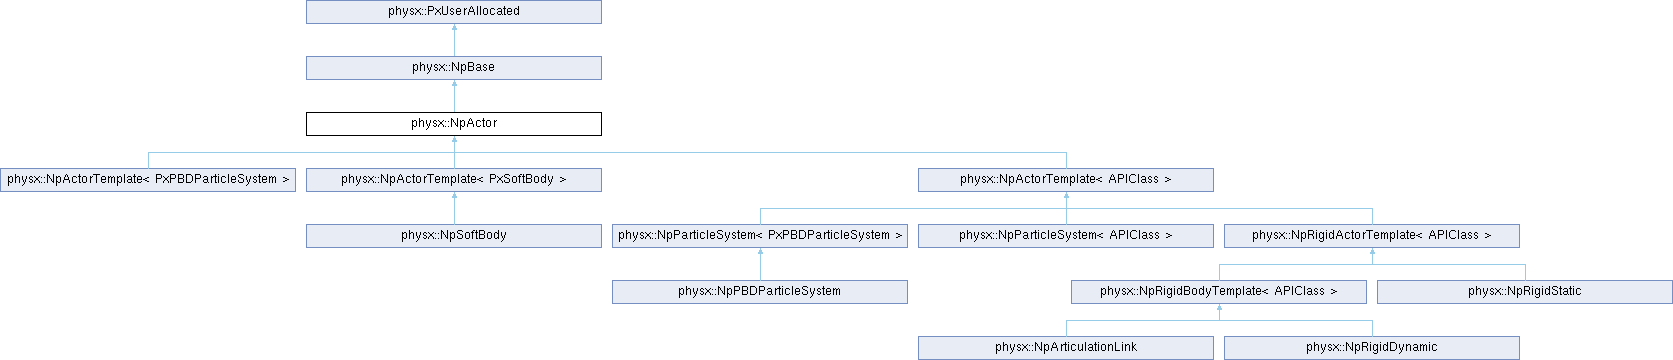 physx::PxUserAllocated
physx::NpBase
physx::NpActor
physx::NpActorTemplate< PxPBDParticleSystem >
physx::NpActorTemplate< PxSoftBody >
physx::NpActorTemplate< APIClass >
physx::NpSoftBody
physx::NpParticleSystem< PxPBDParticleSystem >
physx::NpParticleSystem< APIClass >
physx::NpRigidActorTemplate< APIClass >
physx::NpPBDParticleSystem
physx::NpRigidBodyTemplate< APIClass >
physx::NpRigidStatic
physx::NpArticulationLink
physx::NpRigidDynamic